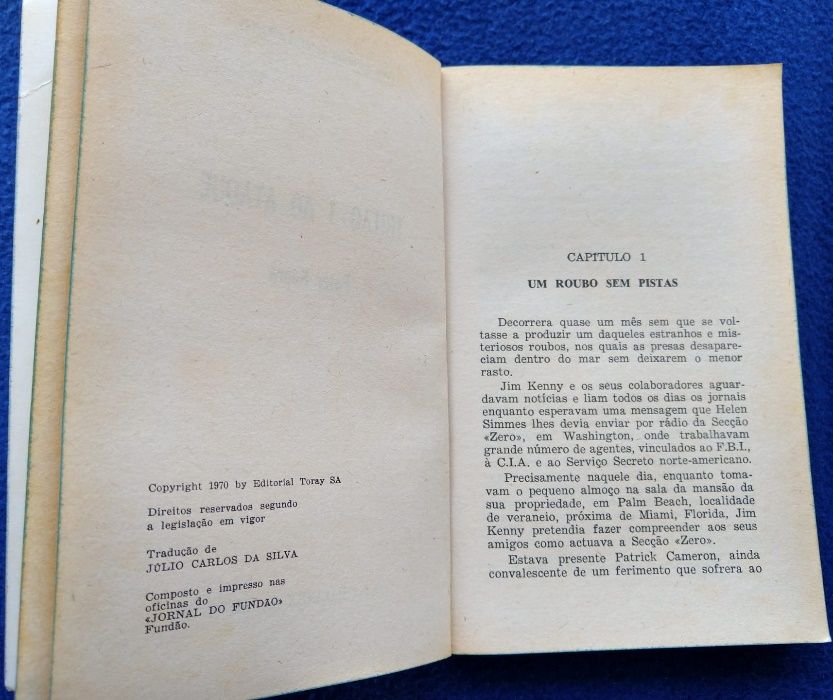 Copyright 1970 by Editorial Toray SA
Direitos reservados segundo
a legislação em vigor
Tradução de
JÚLIO CARLOS DA SILVA
Composto e impresso nas
oficinas do
«JORNAL DO FUNDÃO»
Fundão.
CAPITULO 1
UM ROUBO SEM PISTAS
Decorrera quase um mês sem que se vol-
tasse a produzir um daqueles estranhos e mis-
teriosos roubos, nos quais as presas desapare-
ciam dentro do mar sem deixarem o menor
rasto.
Jim Kenny e os seus colaboradores aguar-
davam notícias e liam todos os dias os jornais
enquanto esperavam uma mensagem que Helen
Simmes lhes devia enviar por rádio da Secção
«Zero», em Washington, onde trabalhavam
grande número de agentes, vinculados ao F.B.I.,
à C.I.A. e ao Serviço Secreto norte-americano.
Precisamente naquele dia, enquanto toma-
vam o pequeno almoço na sala da mansão da
sua propriedade, em Palm Beach, localidade
de veraneio, próxima de Miami, Florida, Jim
Kenny pretendia fazer compreender aos seus
amigos como actuava a Secção «Zero».
Estava presente Patrick Cameron, ainda
convalescente de um ferimento que sofrera ao